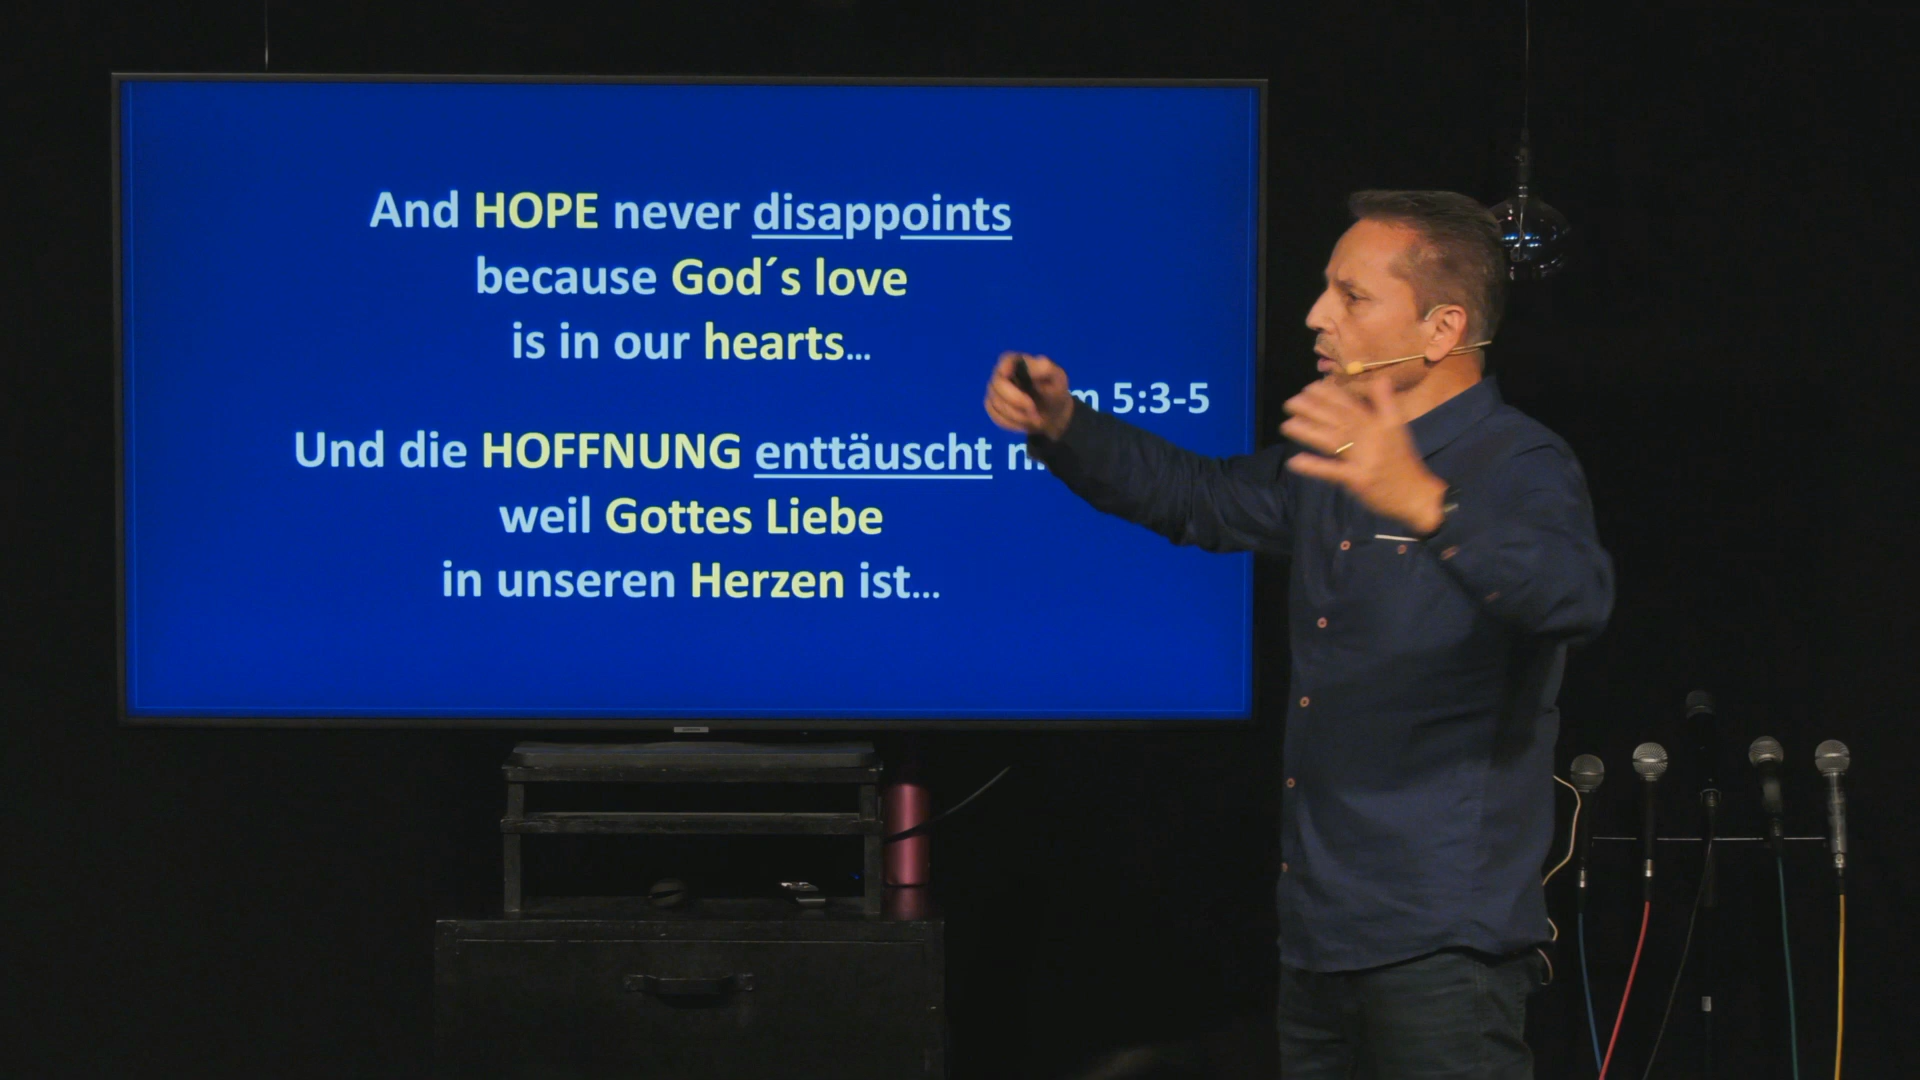 And HOPE never disappoints
because God´s love
is in our hearts...
5:3-5
Und die HOFFNUNG enttäuscht
weil Gottes Liebe
in unseren Herzen ist...